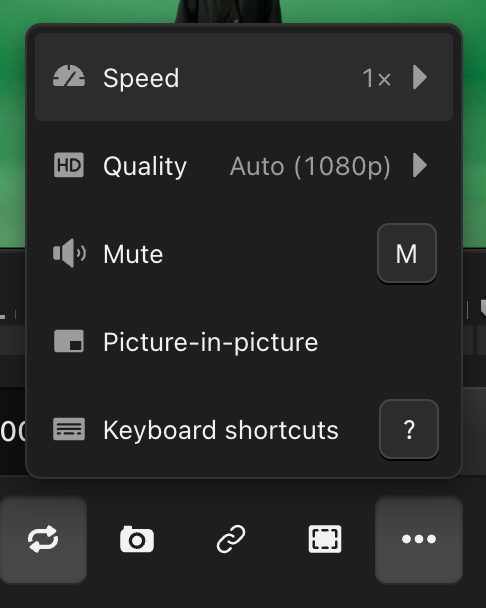 Speed 1×
HD Quality Auto (1080p)
Mute M
Picture-in-picture
Keyboard shortcuts ?